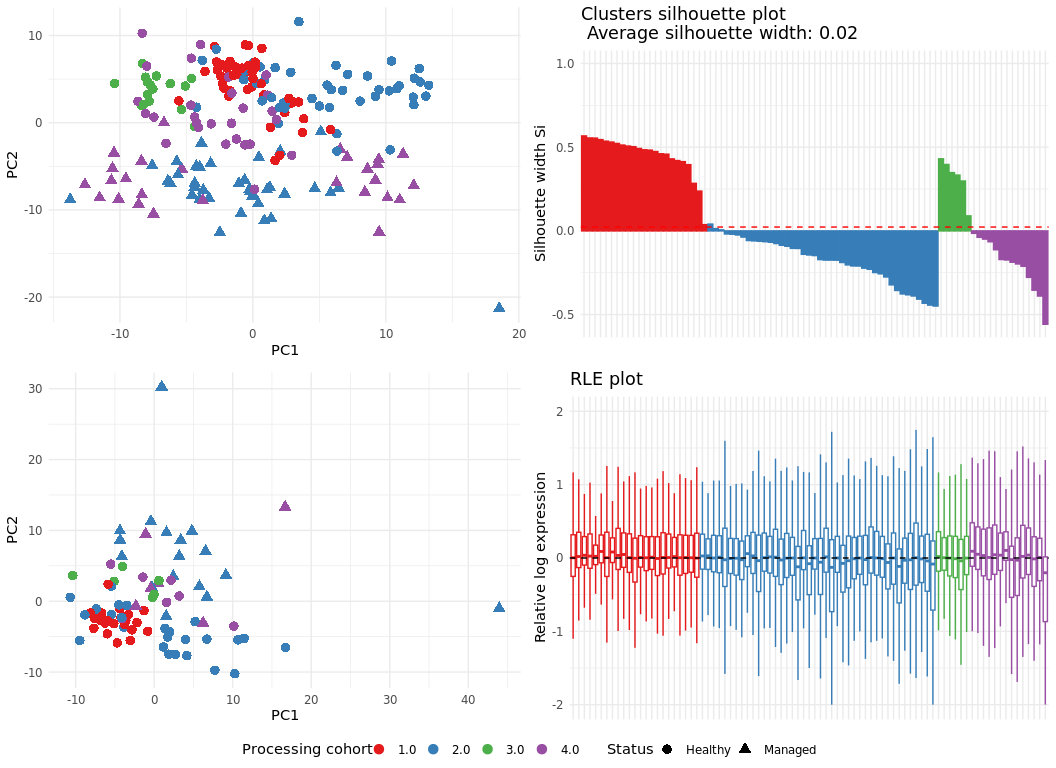 10
0
-10
-20
PC2
-10
0
10
20
PC1
Clusters silhouette plot
Average silhouette width: 0.02
1.0
0.5
0.0
-0.5
Silhouette width Si
30
20
10
0
-10
PC2
-10
0
10
20
30
40
PC1
RLE plot
2
1
0
-1
-2
Relative log expression
Processing cohort 1.0 2.0 3.0 4.0 Status Healthy Managed